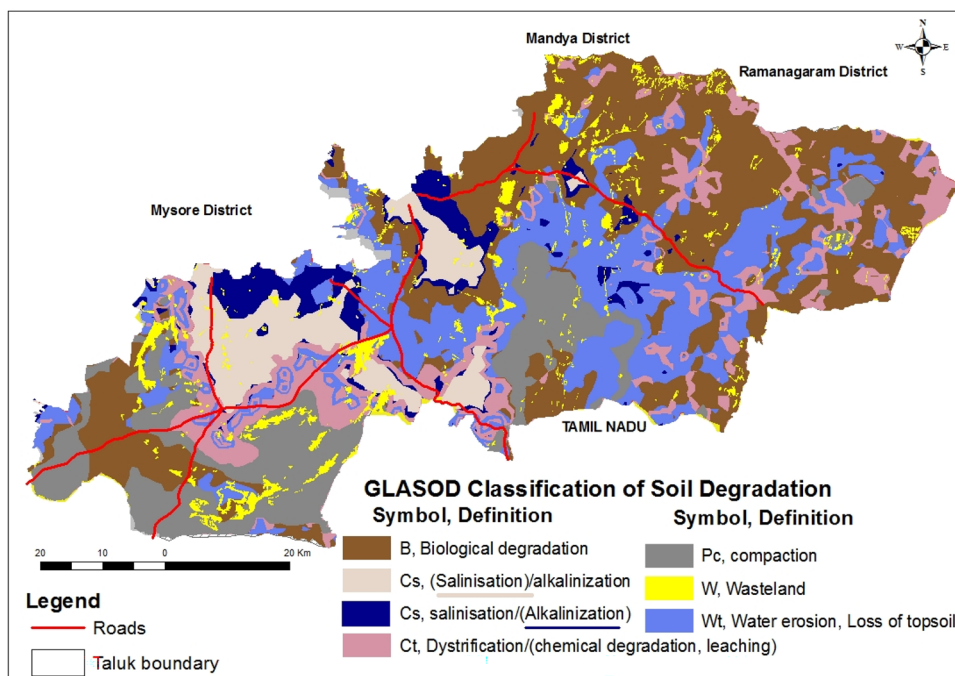 Mandya District
N
W E
S
Ramanagaram District
Mysore District
TAMIL NADU
GLASOD Classification of Soil Degradation
Symbol, Definition
B, Biological degradation
Cs, (Salinisation)/alkalinization
Cs, salinisation/(Alkalinization)
Ct, Dystrification/(chemical degradation, leaching)
Symbol, Definition
Pc, compaction
W, Wasteland
Wt, Water erosion, Loss of topsoil
20 10 0 20 Km
Legend
Roads
Taluk boundary